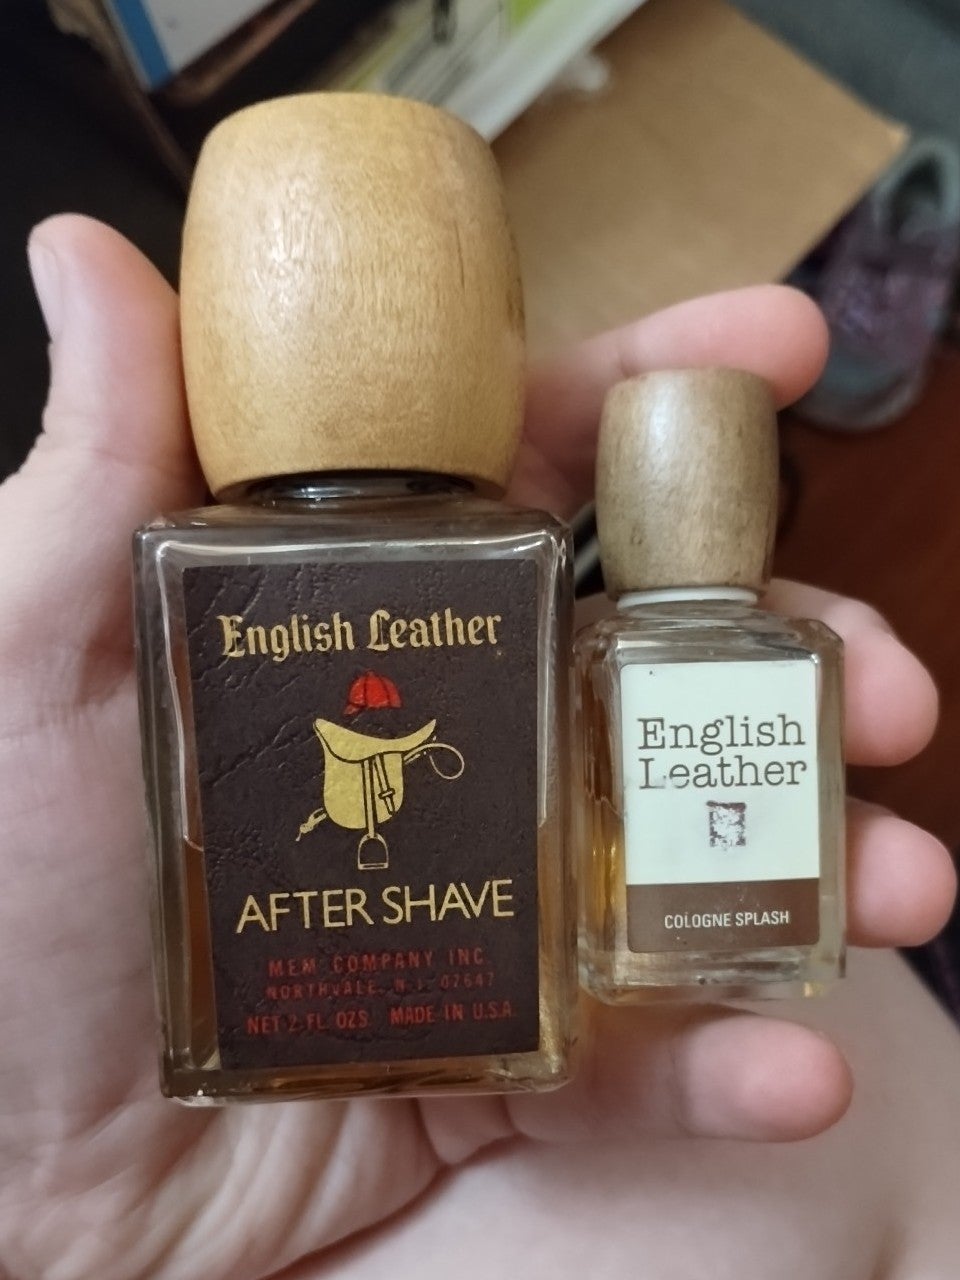 English Leather
AFTER SHAVE
MEM COMPANY INC
NORTHVALE, N.J. 07647
NET 2 FL. OZS. MADE IN U.S.A.
English
Leather
COLOGNE SPLASH